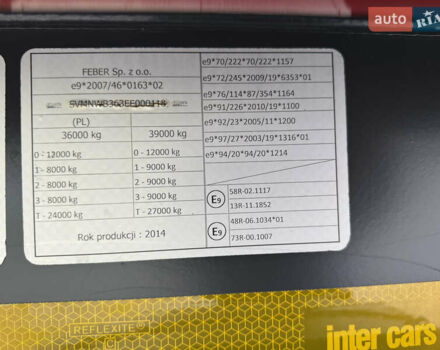 auto RIA
FEBER Sp. z o.o.
e9*2007/46*0163*02
SVMNWB363EE000118
(PL)
36000 kg 39000 kg
0 - 12000 kg 0 - 12000 kg
1 - 8000 kg 1 - 9000 kg
2 - 8000 kg 2 - 9000 kg
3 - 8000 kg 3 - 9000 kg
T - 24000 kg T - 27000 kg
Rok produkcji : 2014
e9*70/222*70/222*1157
e9*72/245*2009/19*6353*01
e9*76/114*87/354*1164
e9*91/226*2010/19*1100
e9*92/23*2005/11*1200
e9*97/27*2003/19*1316*01
e9*94/20*94/20*1214
E9
58R-02.1117
13R-11.1852
E9
48R-06.1034*01
73R-00.1007
REFLEXITE®
inter cars